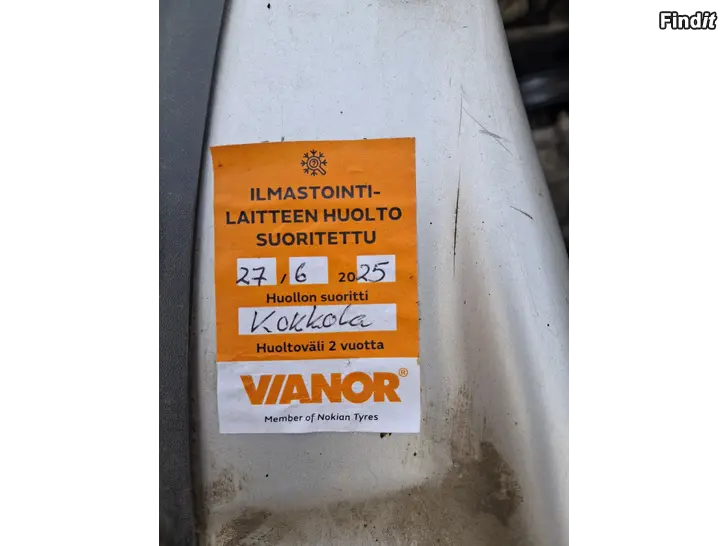 Findit
ILMASTOINTI-
LAITTEEN HUOLTO
SUORITETTU
27 , 6 2025
Huollon suoritti
Kokkola
Huoltoväli 2 vuotta
VIANOR®
Member of Nokian Tyres